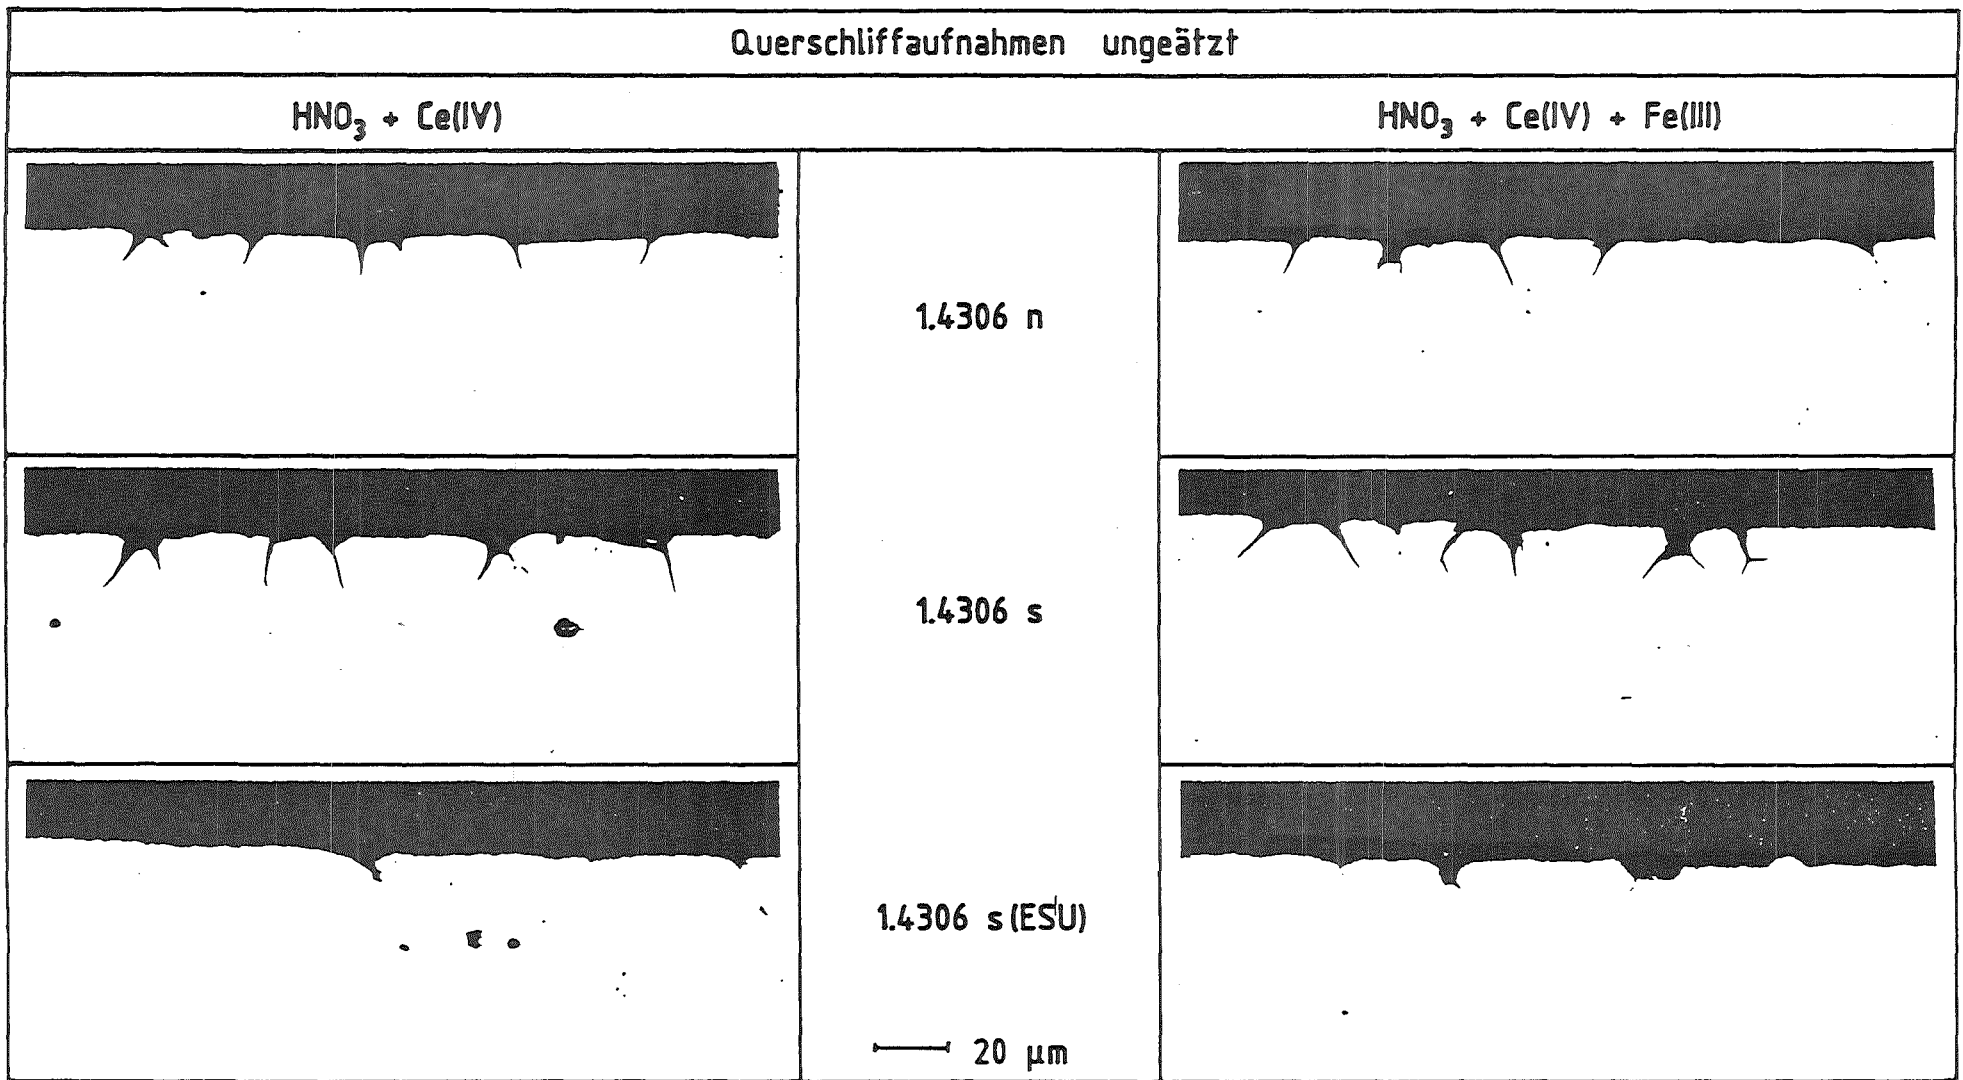 Querschliffaufnahmen ungeätzt
HNO₃ + Ce(IV)
HNO₃ + Ce(IV) + Fe(III)
1.4306 n
1.4306 s
1.4306 s (ESU)
20 µm